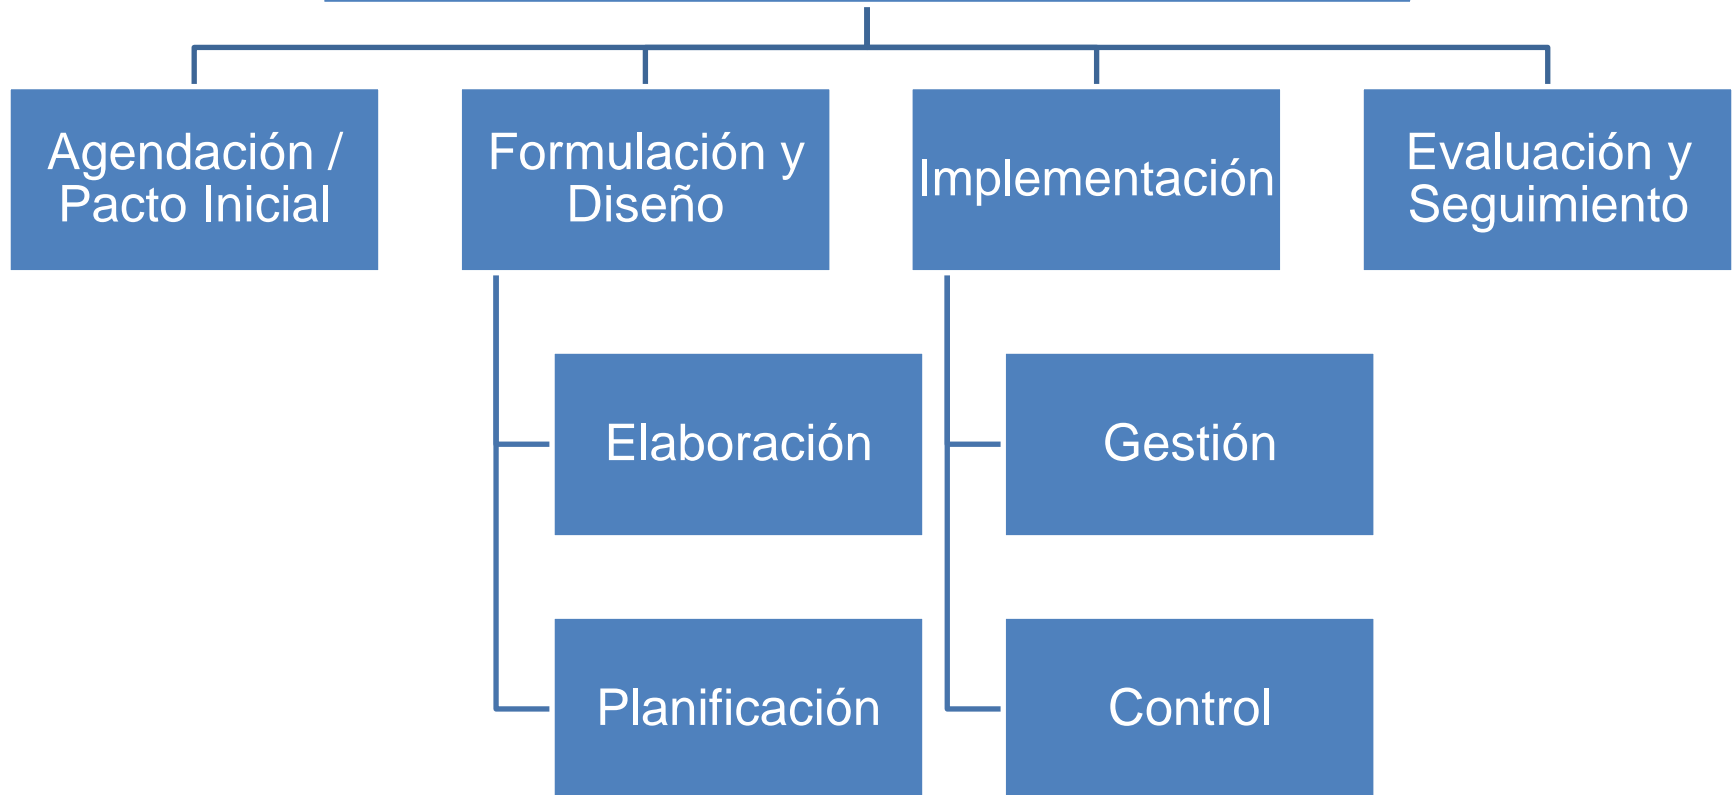 Agendación /
Pacto Inicial
Formulación y
Diseño
Implementación
Evaluación y
Seguimiento
Elaboración
Gestión
Planificación
Control